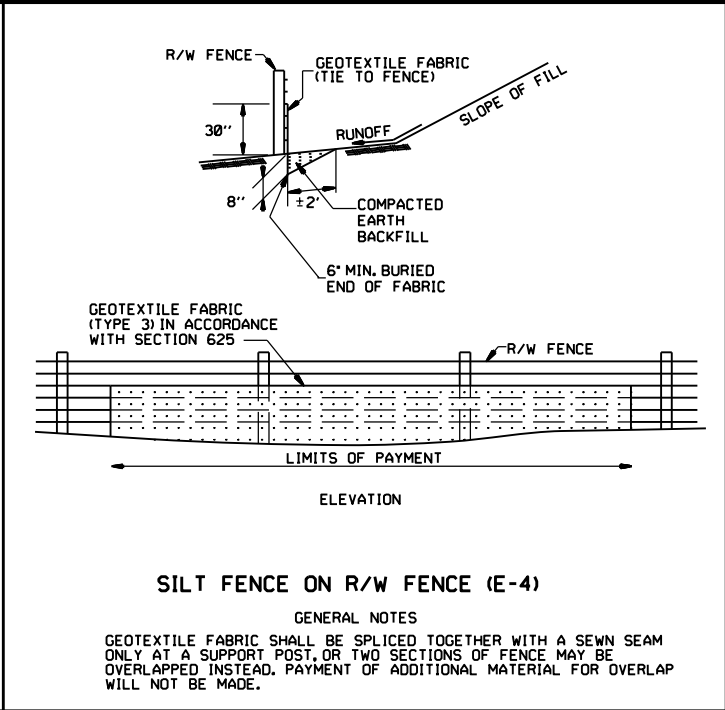 R/W FENCE
GEOTEXTILE FABRIC
(TIE TO FENCE)
SLOPE OF FILL
30"
RUNOFF
8"
±2'
COMPACTED
EARTH
BACKFILL
6" MIN. BURIED
END OF FABRIC
GEOTEXTILE FABRIC
(TYPE 3) IN ACCORDANCE
WITH SECTION 625
R/W FENCE
LIMITS OF PAYMENT
ELEVATION
SILT FENCE ON R/W FENCE (E-4)
GENERAL NOTES
GEOTEXTILE FABRIC SHALL BE SPLICED TOGETHER WITH A SEWN SEAM
ONLY AT A SUPPORT POST, OR TWO SECTIONS OF FENCE MAY BE
OVERLAPPED INSTEAD. PAYMENT OF ADDITIONAL MATERIAL FOR OVERLAP
WILL NOT BE MADE.